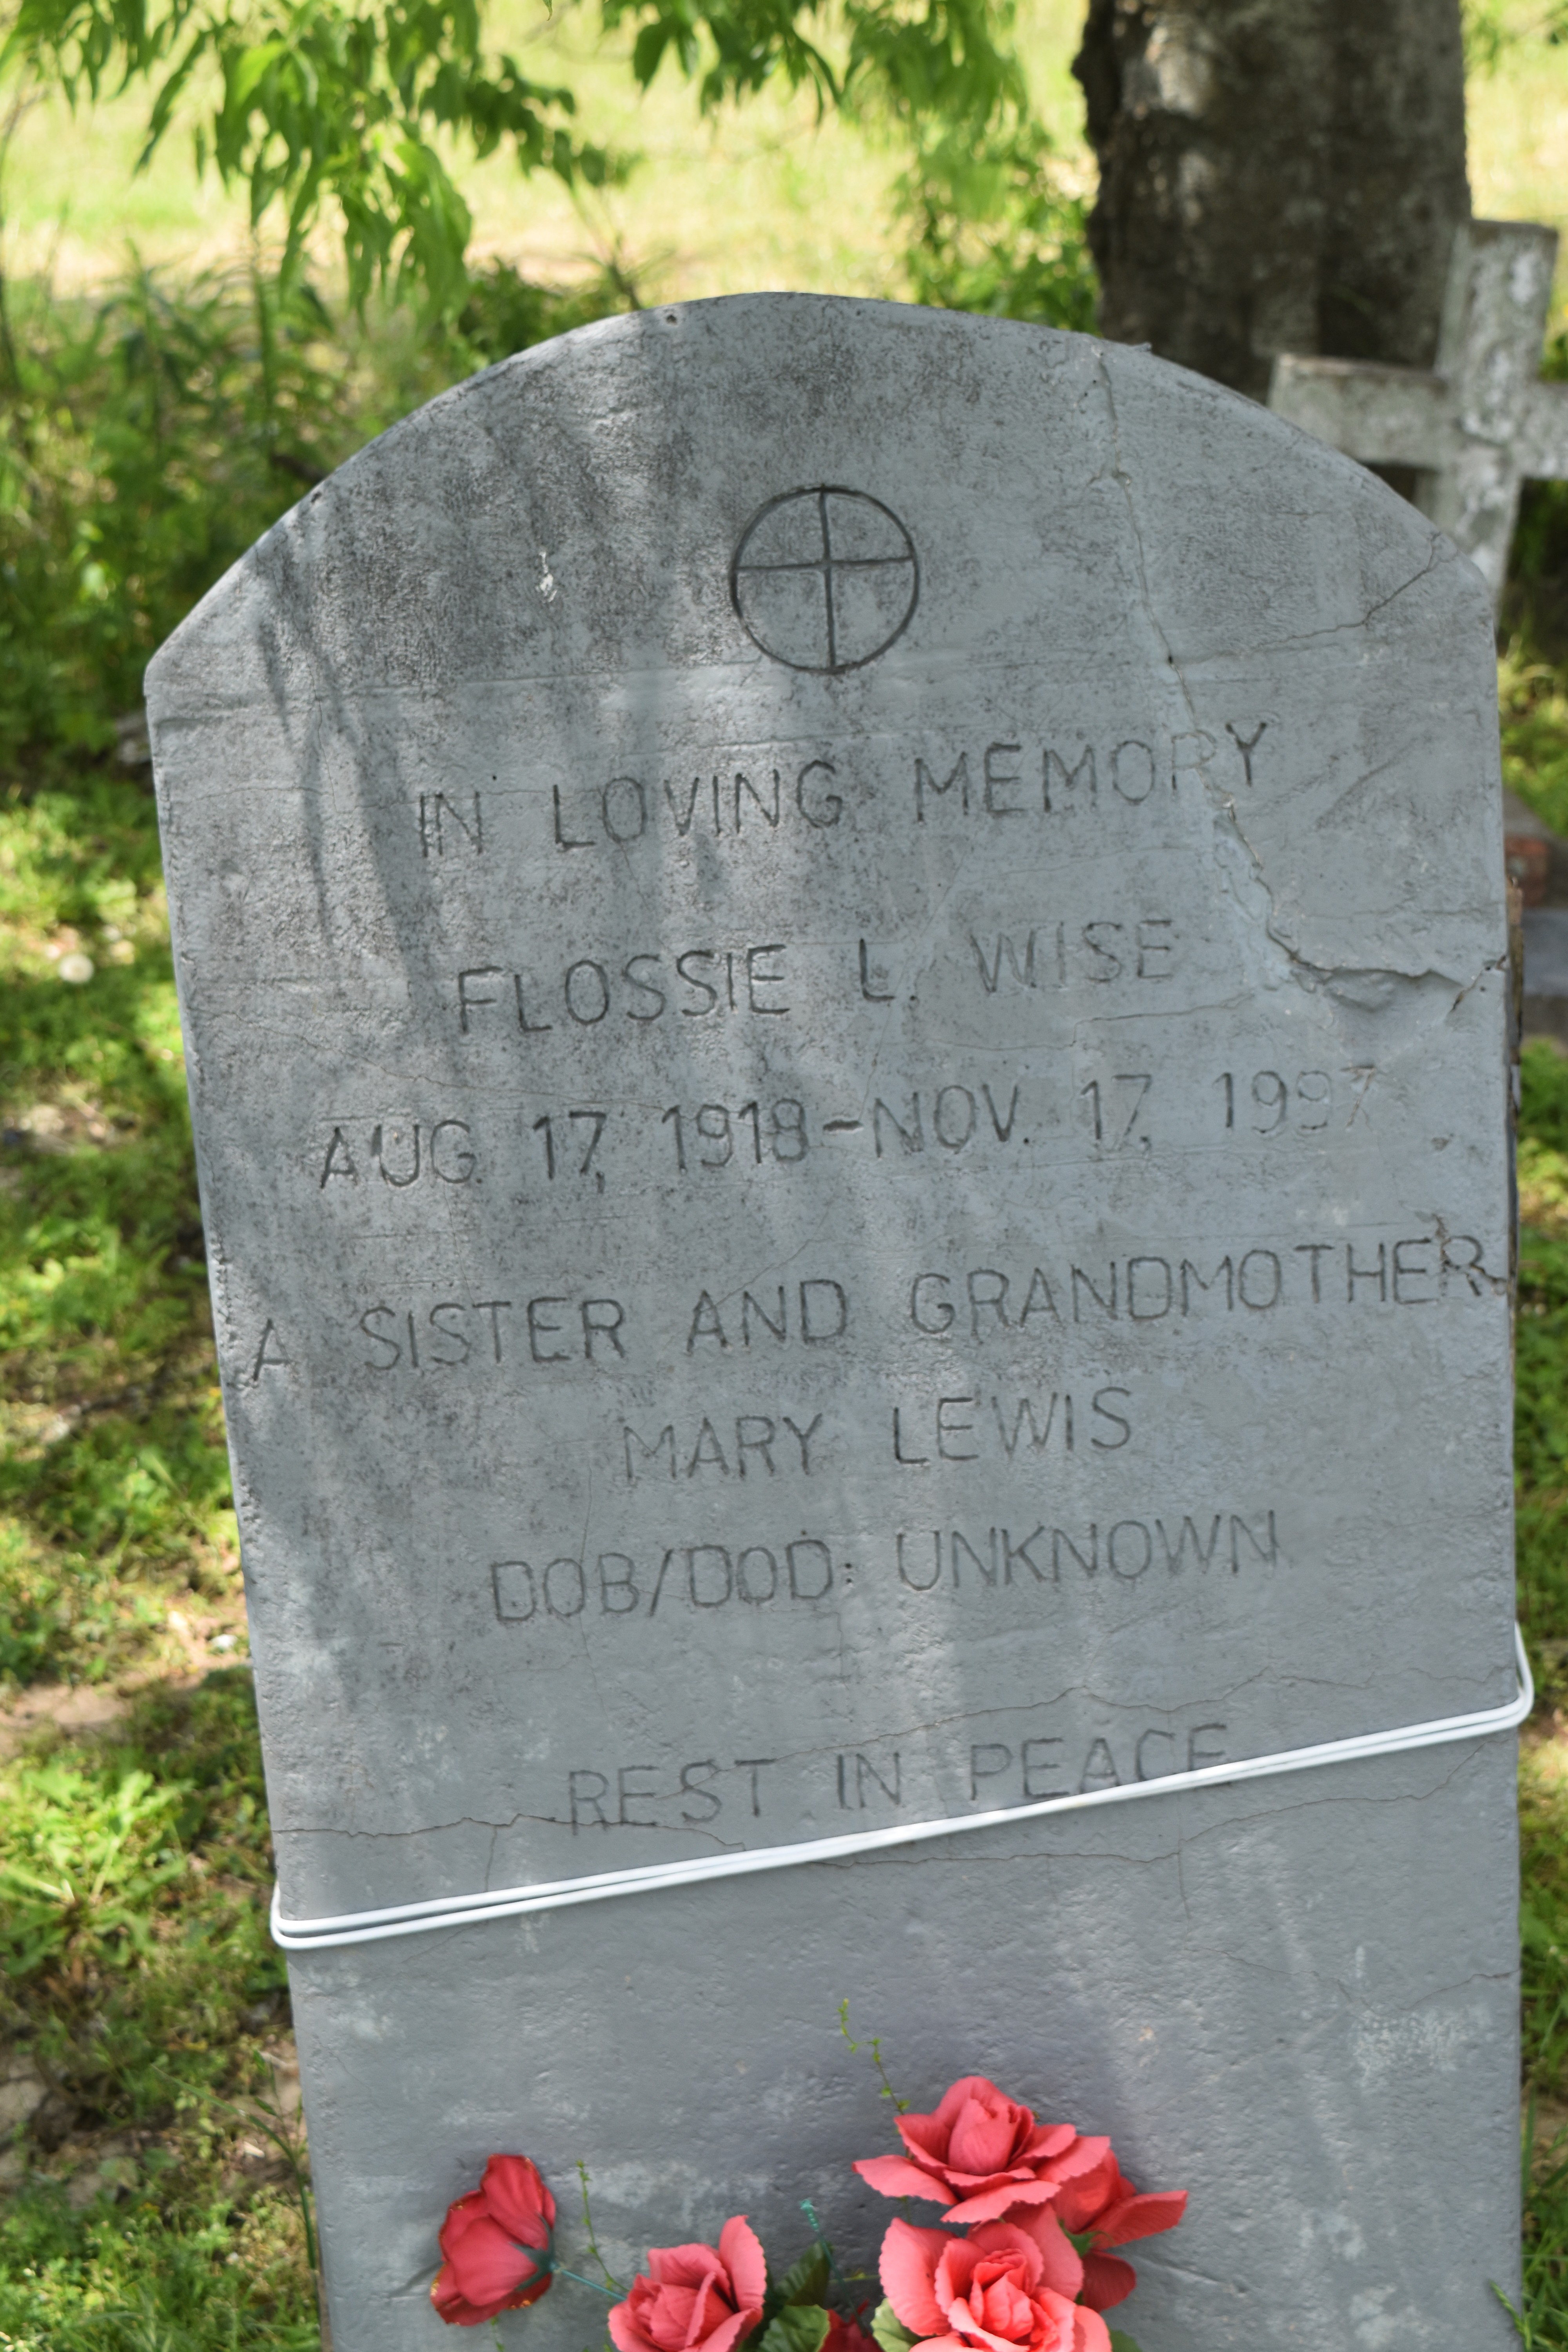 IN LOVING MEMORY
FLOSSIE L. WISE
AUG. 17, 1918-NOV. 17, 1997
A SISTER AND GRANDMOTHER
MARY LEWIS
DOB/DOD: UNKNOWN
REST IN PEACE